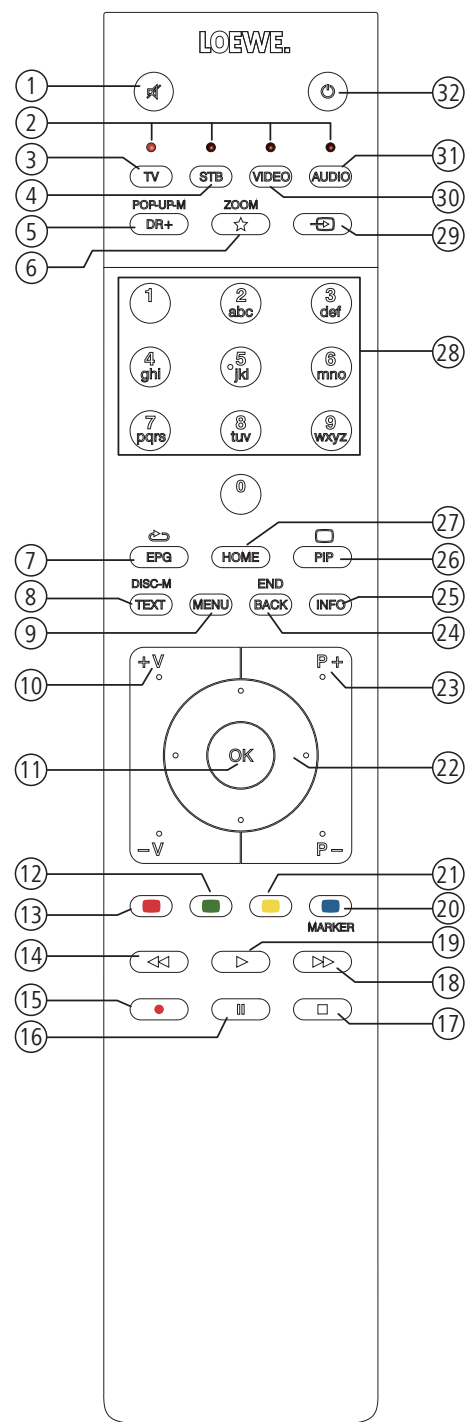 LOEWE.
1 32
2
3 TV STB VIDEO AUDIO 31
4 30
POP-UP-M ZOOM
5 DR+ 29
6
1 2 3
abc def
4 5 6 28
ghi jkl mno
7 8 9
pqrs tuv wxyz
0
27
7 EPG HOME PIP 26
DISC-M END
8 TEXT MENU BACK INFO 25
9 24
+V P+
10 23
11 OK 22
-V P-
12 21
13 20
MARKER
14 19
18
15
16 17